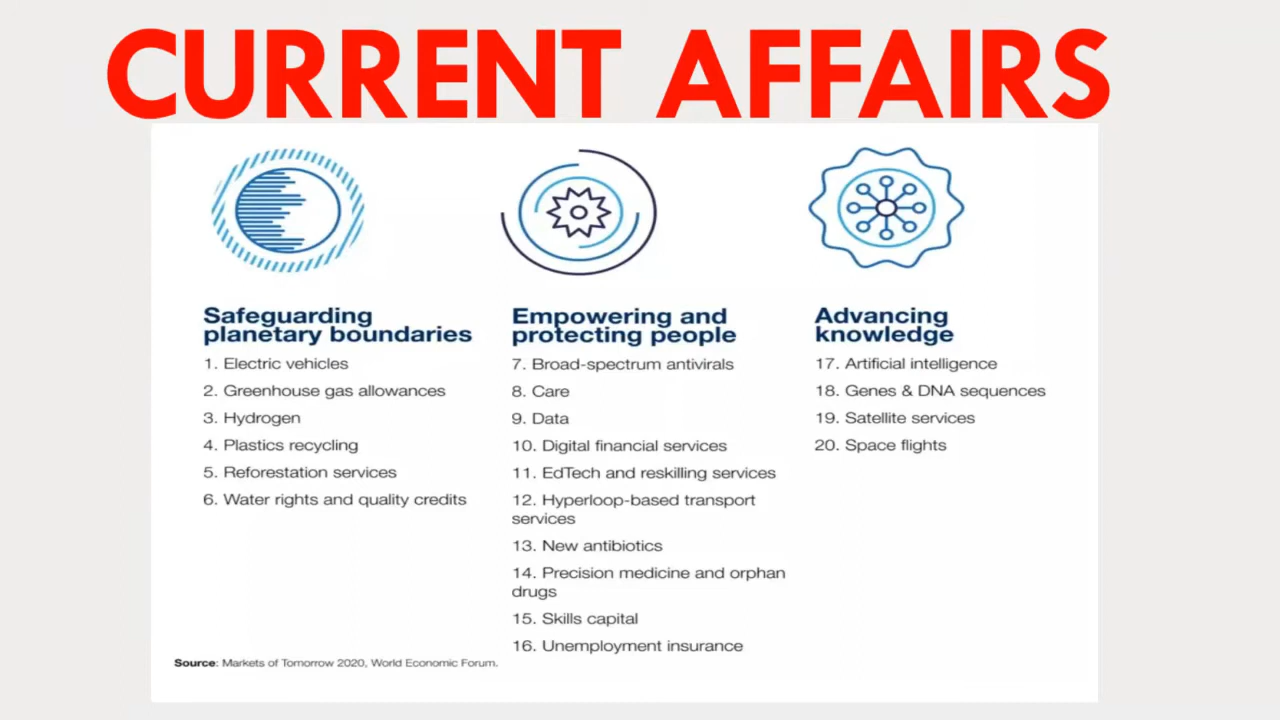 CURRENT AFFAIRS
Safeguarding
planetary boundaries
1. Electric vehicles
2. Greenhouse gas allowances
3. Hydrogen
4. Plastics recycling
5. Reforestation services
6. Water rights and quality credits
Empowering and
protecting people
7. Broad-spectrum antivirals
8. Care
9. Data
10. Digital financial services
11. EdTech and reskilling services
12. Hyperloop-based transport
services
13. New antibiotics
14. Precision medicine and orphan
drugs
15. Skills capital
16. Unemployment insurance
Advancing
knowledge
17. Artificial intelligence
18. Genes & DNA sequences
19. Satellite services
20. Space flights
Source: Markets of Tomorrow 2020, World Economic Forum.